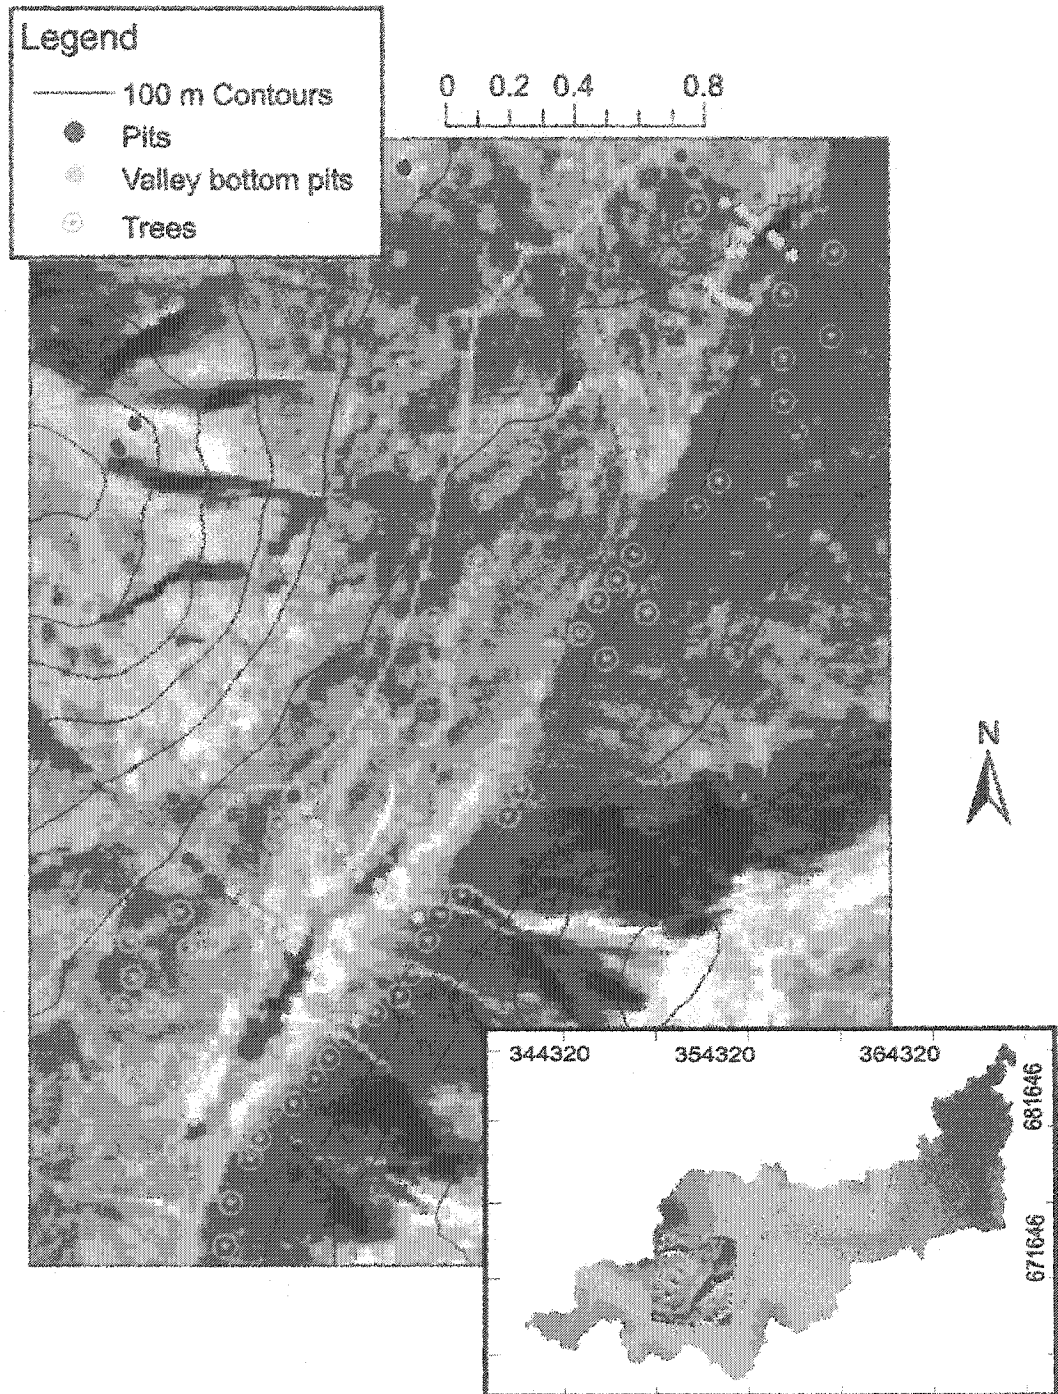 Legend
100 m Contours
Pits
Valley bottom pits
Trees
0 0.2 0.4 0.8
N
344320 354320 364320
681646
671646